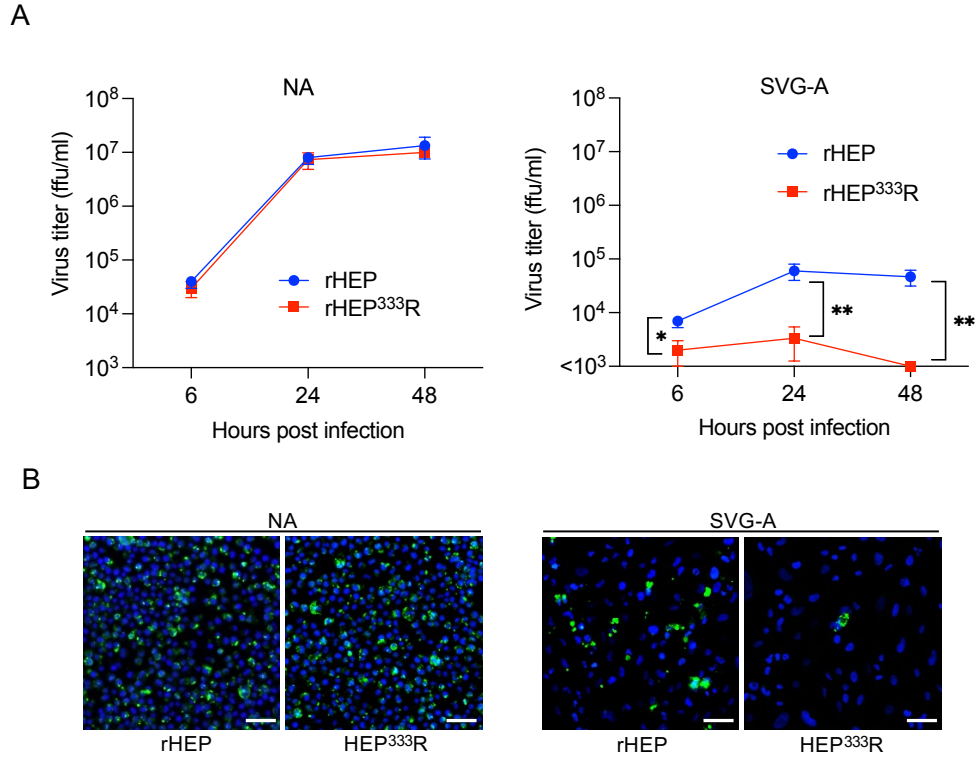 A
NA
Virus titer (ffu/ml)
10⁸
10⁷
10⁶
10⁵
10⁴
10³
rHEP
rHEP³³³R
6 24 48
Hours post infection
SVG-A
Virus titer (ffu/ml)
10⁸
10⁷
10⁶
10⁵
10⁴
<10³
rHEP
rHEP³³³R
*
**
**
6 24 48
Hours post infection
B
NA
rHEP HEP³³³R
SVG-A
rHEP HEP³³³R